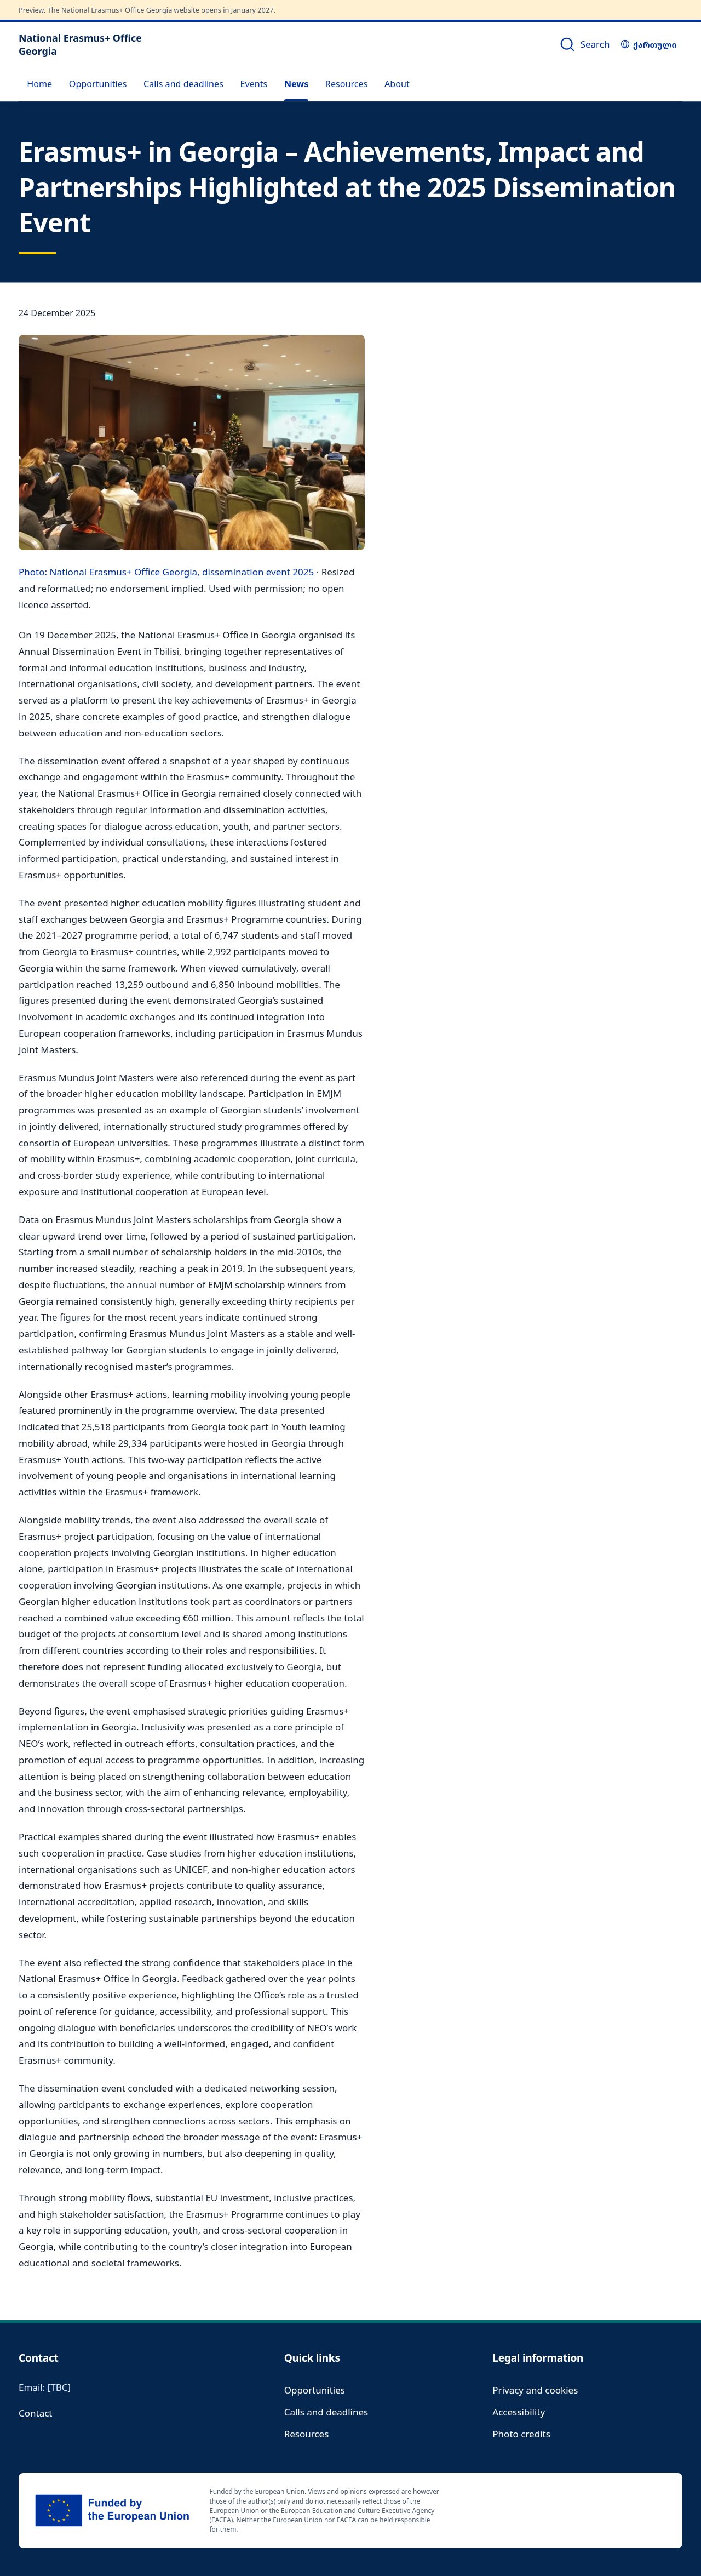 Preview. The National Erasmus+ Office Georgia website opens in January 2027.
National Erasmus+ Office
Georgia
Search
ქართული
Home
Opportunities
Calls and deadlines
Events
News
Resources
About
Erasmus+ in Georgia – Achievements, Impact and
Partnerships Highlighted at the 2025 Dissemination
Event
24 December 2025
Photo: National Erasmus+ Office Georgia, dissemination event 2025 · Resized
and reformatted; no endorsement implied. Used with permission; no open
licence asserted.
On 19 December 2025, the National Erasmus+ Office in Georgia organised its
Annual Dissemination Event in Tbilisi, bringing together representatives of
formal and informal education institutions, business and industry,
international organisations, civil society, and development partners. The event
served as a platform to present the key achievements of Erasmus+ in Georgia
in 2025, share concrete examples of good practice, and strengthen dialogue
between education and non-education sectors.
The dissemination event offered a snapshot of a year shaped by continuous
exchange and engagement within the Erasmus+ community. Throughout the
year, the National Erasmus+ Office in Georgia remained closely connected with
stakeholders through regular information and dissemination activities,
creating spaces for dialogue across education, youth, and partner sectors.
Complemented by individual consultations, these interactions fostered
informed participation, practical understanding, and sustained interest in
Erasmus+ opportunities.
The event presented higher education mobility figures illustrating student and
staff exchanges between Georgia and Erasmus+ Programme countries. During
the 2021–2027 programme period, a total of 6,747 students and staff moved
from Georgia to Erasmus+ countries, while 2,992 participants moved to
Georgia within the same framework. When viewed cumulatively, overall
participation reached 13,259 outbound and 6,850 inbound mobilities. The
figures presented during the event demonstrated Georgia’s sustained
involvement in academic exchanges and its continued integration into
European cooperation frameworks, including participation in Erasmus Mundus
Joint Masters.
Erasmus Mundus Joint Masters were also referenced during the event as part
of the broader higher education mobility landscape. Participation in EMJM
programmes was presented as an example of Georgian students’ involvement
in jointly delivered, internationally structured study programmes offered by
consortia of European universities. These programmes illustrate a distinct form
of mobility within Erasmus+, combining academic cooperation, joint curricula,
and cross-border study experience, while contributing to international
exposure and institutional cooperation at European level.
Data on Erasmus Mundus Joint Masters scholarships from Georgia show a
clear upward trend over time, followed by a period of sustained participation.
Starting from a small number of scholarship holders in the mid-2010s, the
number increased steadily, reaching a peak in 2019. In the subsequent years,
despite fluctuations, the annual number of EMJM scholarship winners from
Georgia remained consistently high, generally exceeding thirty recipients per
year. The figures for the most recent years indicate continued strong
participation, confirming Erasmus Mundus Joint Masters as a stable and well-
established pathway for Georgian students to engage in jointly delivered,
internationally recognised master’s programmes.
Alongside other Erasmus+ actions, learning mobility involving young people
featured prominently in the programme overview. The data presented
indicated that 25,518 participants from Georgia took part in Youth learning
mobility abroad, while 29,334 participants were hosted in Georgia through
Erasmus+ Youth actions. This two-way participation reflects the active
involvement of young people and organisations in international learning
activities within the Erasmus+ framework.
Alongside mobility trends, the event also addressed the overall scale of
Erasmus+ project participation, focusing on the value of international
cooperation projects involving Georgian institutions. In higher education
alone, participation in Erasmus+ projects illustrates the scale of international
cooperation involving Georgian institutions. As one example, projects in which
Georgian higher education institutions took part as coordinators or partners
reached a combined value exceeding €60 million. This amount reflects the total
budget of the projects at consortium level and is shared among institutions
from different countries according to their roles and responsibilities. It
therefore does not represent funding allocated exclusively to Georgia, but
demonstrates the overall scope of Erasmus+ higher education cooperation.
Beyond figures, the event emphasised strategic priorities guiding Erasmus+
implementation in Georgia. Inclusivity was presented as a core principle of
NEO’s work, reflected in outreach efforts, consultation practices, and the
promotion of equal access to programme opportunities. In addition, increasing
attention is being placed on strengthening collaboration between education
and the business sector, with the aim of enhancing relevance, employability,
and innovation through cross-sectoral partnerships.
Practical examples shared during the event illustrated how Erasmus+ enables
such cooperation in practice. Case studies from higher education institutions,
international organisations such as UNICEF, and non-higher education actors
demonstrated how Erasmus+ projects contribute to quality assurance,
international accreditation, applied research, innovation, and skills
development, while fostering sustainable partnerships beyond the education
sector.
The event also reflected the strong confidence that stakeholders place in the
National Erasmus+ Office in Georgia. Feedback gathered over the year points
to a consistently positive experience, highlighting the Office’s role as a trusted
point of reference for guidance, accessibility, and professional support. This
ongoing dialogue with beneficiaries underscores the credibility of NEO’s work
and its contribution to building a well-informed, engaged, and confident
Erasmus+ community.
The dissemination event concluded with a dedicated networking session,
allowing participants to exchange experiences, explore cooperation
opportunities, and strengthen connections across sectors. This emphasis on
dialogue and partnership echoed the broader message of the event: Erasmus+
in Georgia is not only growing in numbers, but also deepening in quality,
relevance, and long-term impact.
Through strong mobility flows, substantial EU investment, inclusive practices,
and high stakeholder satisfaction, the Erasmus+ Programme continues to play
a key role in supporting education, youth, and cross-sectoral cooperation in
Georgia, while contributing to the country’s closer integration into European
educational and societal frameworks.
Contact
Email: [TBC]
Contact
Quick links
Opportunities
Calls and deadlines
Resources
Legal information
Privacy and cookies
Accessibility
Photo credits
Funded by
the European Union
Funded by the European Union. Views and opinions expressed are however
those of the author(s) only and do not necessarily reflect those of the
European Union or the European Education and Culture Executive Agency
(EACEA). Neither the European Union nor EACEA can be held responsible
for them.